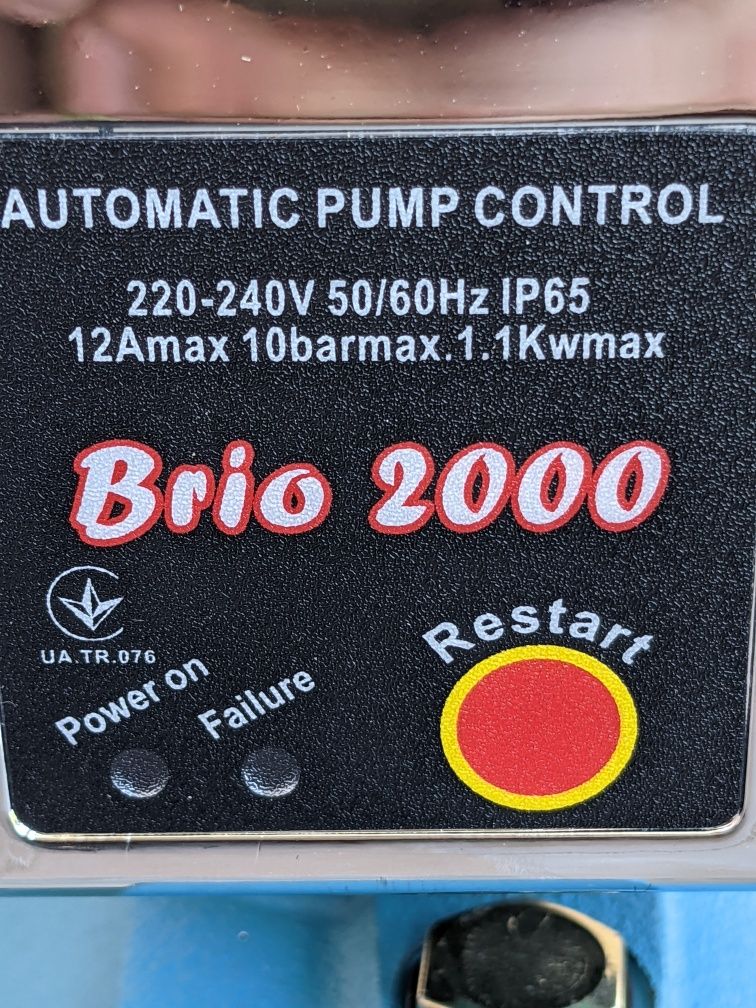 AUTOMATIC PUMP CONTROL
220-240V 50/60Hz IP65
12Amax 10barmax.1.1Kwmax
Brio 2000
UA.TR.076
Power on
Failure
Restart